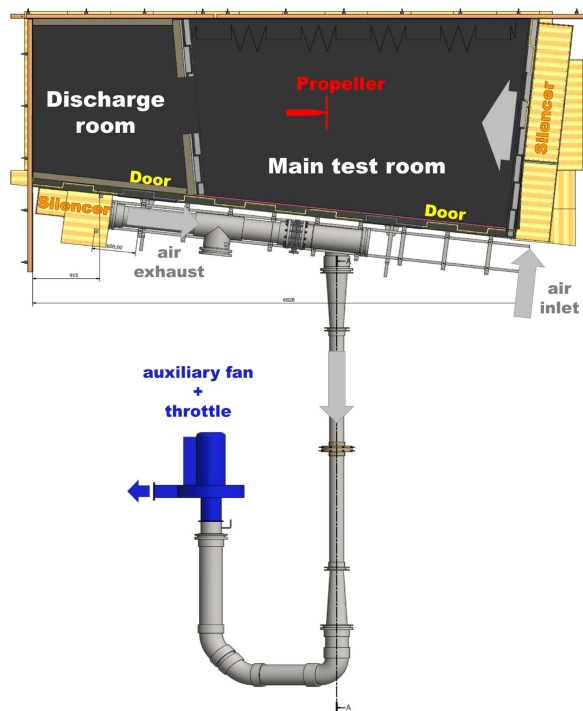 Propeller
Discharge
room
Main test room
Silencer
Door
Door
Silencer
600,00
air
exhaust
915
A
6828
air
inlet
auxiliary fan
+
throttle
A